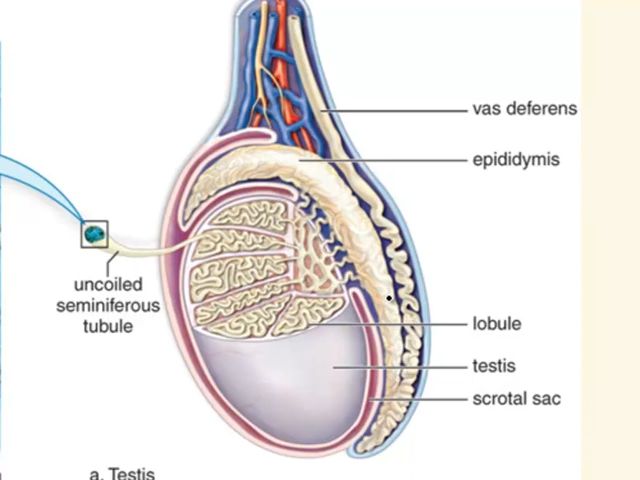 vas deferens
epididymis
uncoiled
seminiferous
tubule
lobule
testis
scrotal sac
a. Testis